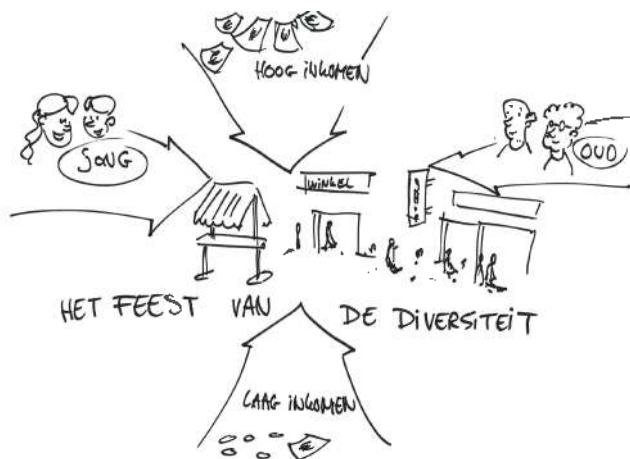 € € € € €
HOOG INKOMEN
JONG
OUD
WINKEL
HET FEEST VAN DE DIVERSITEIT
LAAG INKOMEN
€